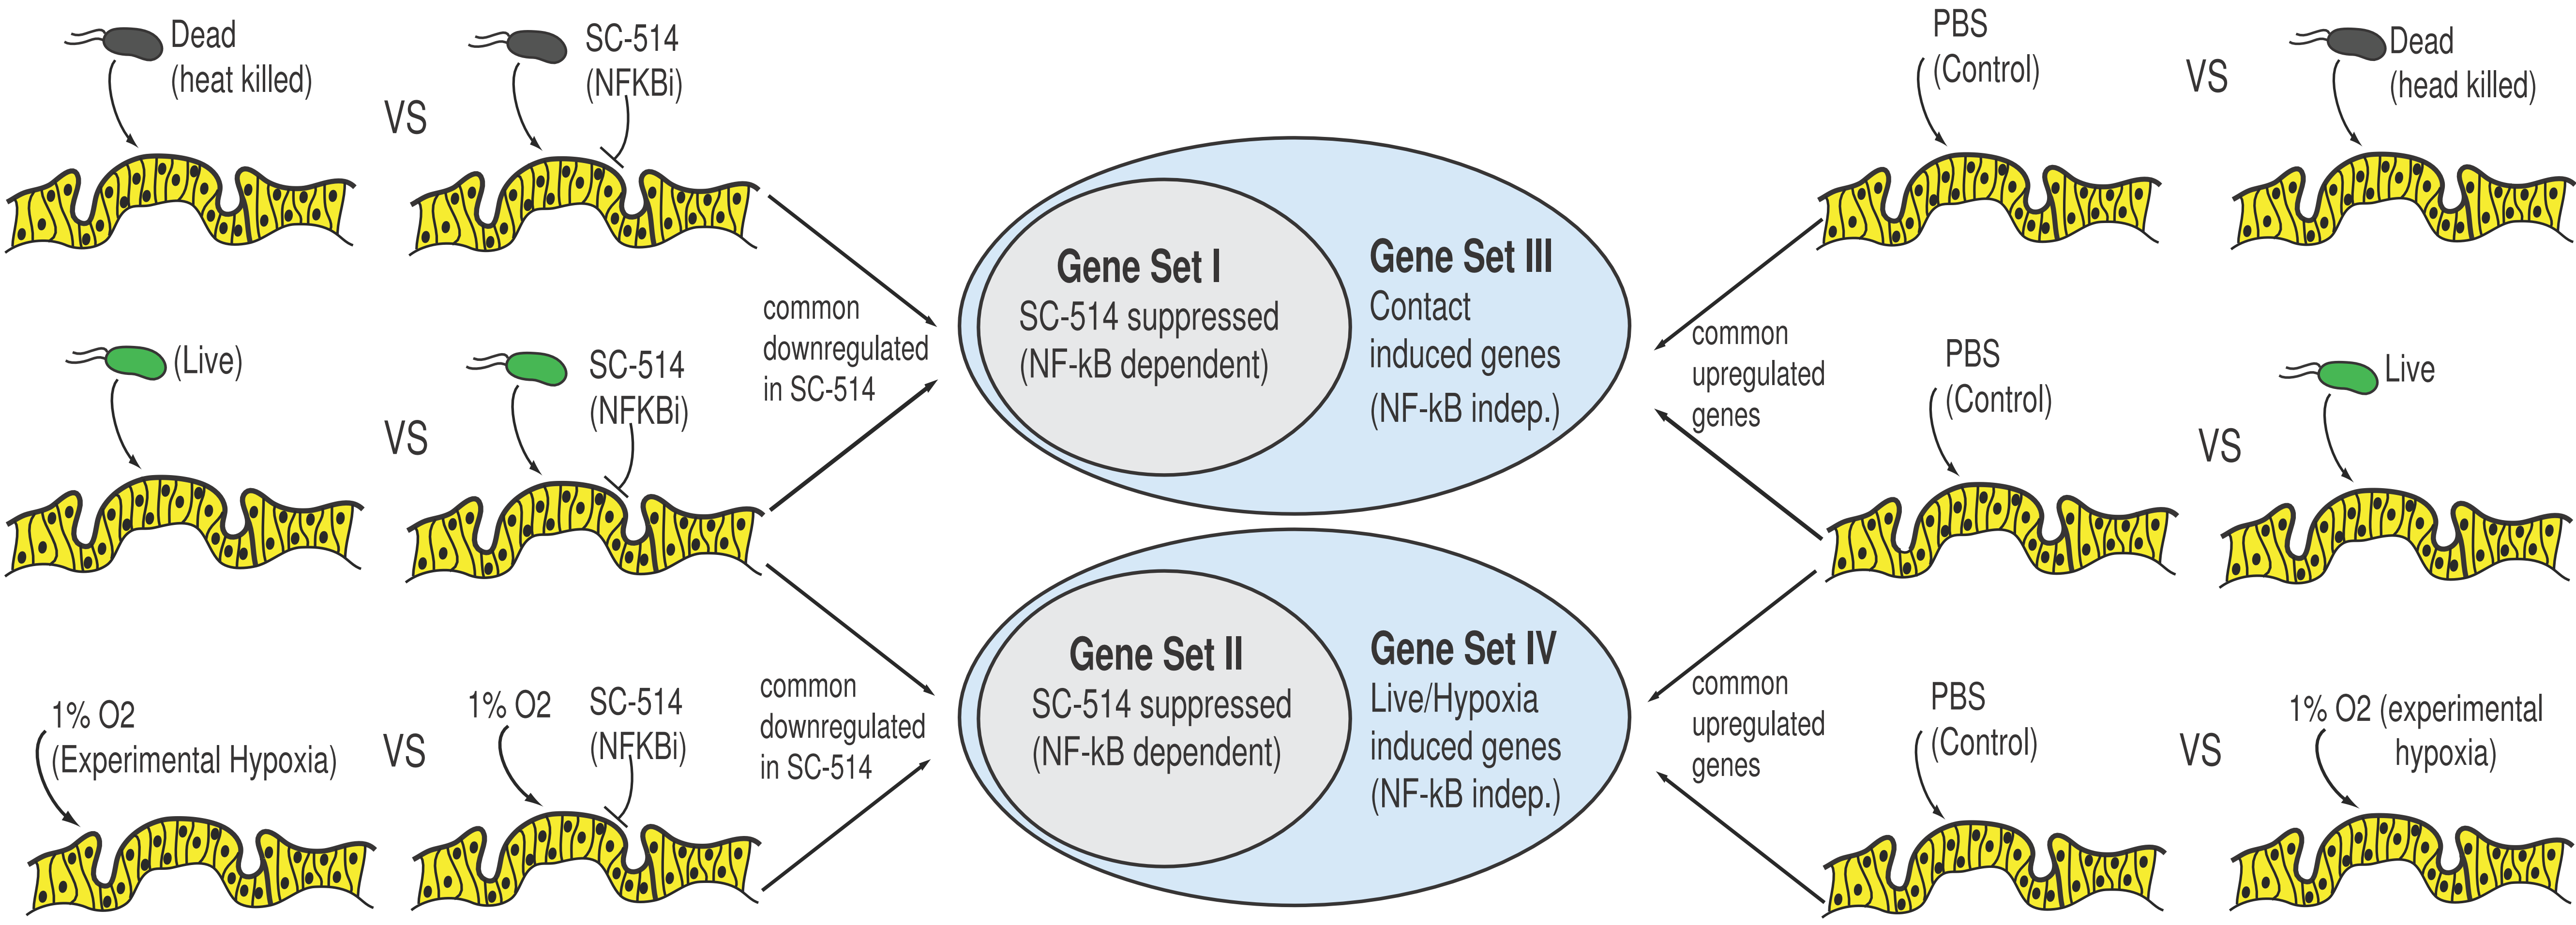 Dead
(heat killed)
VS
SC-514
(NFKBi)
(Live)
VS
SC-514
(NFKBi)
1% O2
(Experimental Hypoxia)
VS
1% O2
SC-514
(NFKBi)
common
downregulated
in SC-514
common
downregulated
in SC-514
Gene Set I
SC-514 suppressed
(NF-kB dependent)
Gene Set III
Contact
induced genes
(NF-kB indep.)
Gene Set II
SC-514 suppressed
(NF-kB dependent)
Gene Set IV
Live/Hypoxia
induced genes
(NF-kB indep.)
common
upregulated
genes
common
upregulated
genes
PBS
(Control)
VS
Dead
(head killed)
PBS
(Control)
VS
Live
PBS
(Control)
VS
1% O2 (experimental
hypoxia)